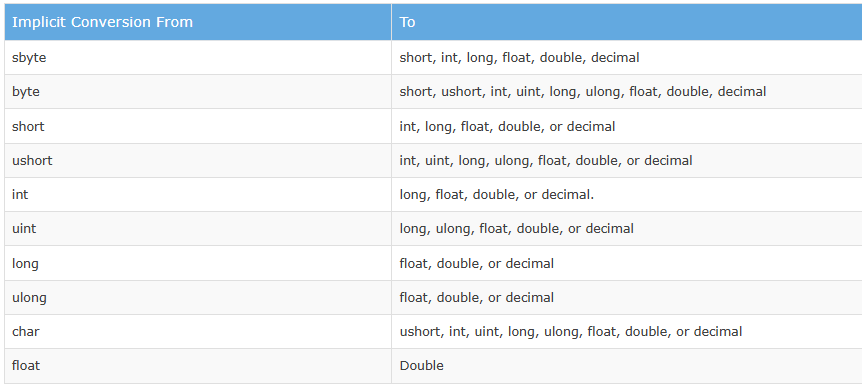 Implicit Conversion From To
sbyte short, int, long, float, double, decimal
byte short, ushort, int, uint, long, ulong, float, double, decimal
short int, long, float, double, or decimal
ushort int, uint, long, ulong, float, double, or decimal
int long, float, double, or decimal.
uint long, ulong, float, double, or decimal
long float, double, or decimal
ulong float, double, or decimal
char ushort, int, uint, long, ulong, float, double, or decimal
float Double